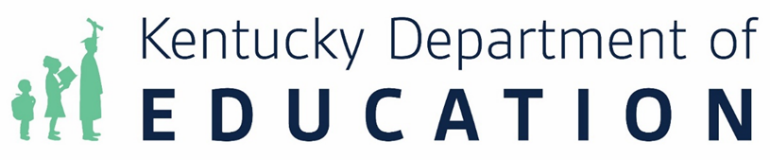 Kentucky Department of
EDUCATION